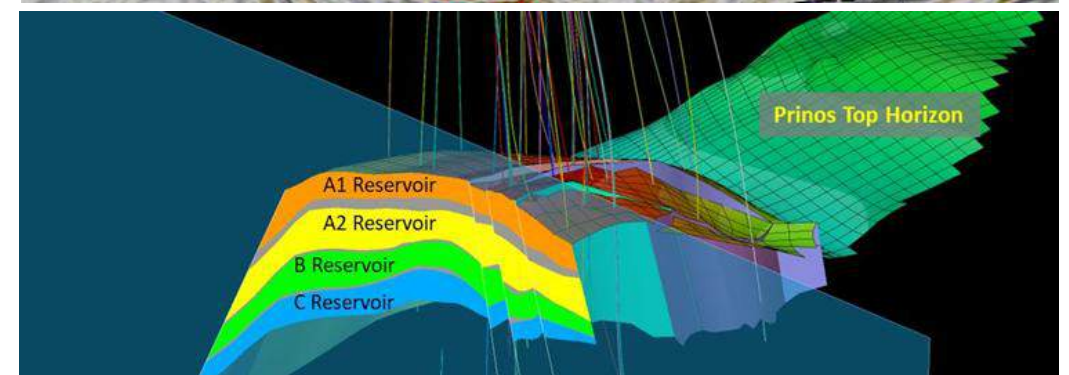 Prinos Top Horizon
A1 Reservoir
A2 Reservoir
B Reservoir
C Reservoir